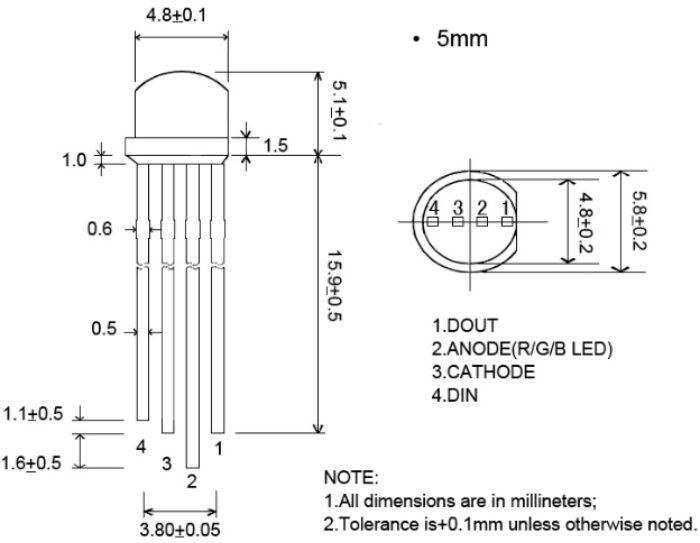 4.8±0.1
• 5mm
5.1±0.1
1.5
1.0
0.6
15.9±0.5
0.5
1.1±0.5
1.6±0.5
4
3
2
1
3.80±0.05
4 3 2 1
4.8±0.2
5.8±0.2
1.DOUT
2.ANODE(R/G/B LED)
3.CATHODE
4.DIN
NOTE:
1.All dimensions are in millineters;
2.Tolerance is±0.1mm unless otherwise noted.